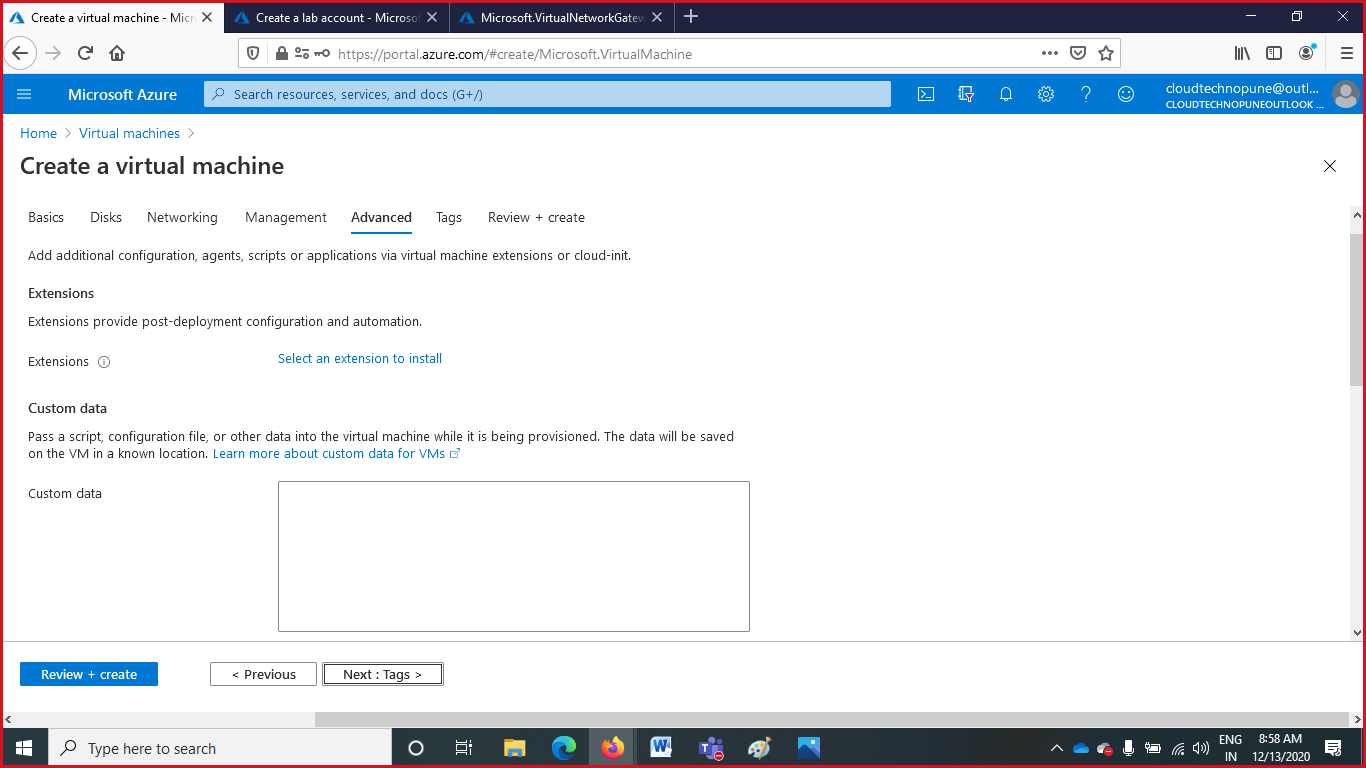 Create a virtual machine - Micr
Create a lab account - Microsof
Microsoft.VirtualNetworkGatew
https://portal.azure.com/#create/Microsoft.VirtualMachine
Microsoft Azure
Search resources, services, and docs (G+/)
cloudtechnopune@outl...
CLOUDTECHNOPUNEOUTLOOK ...
Home > Virtual machines >
Create a virtual machine
Basics Disks Networking Management Advanced Tags Review + create
Add additional configuration, agents, scripts or applications via virtual machine extensions or cloud-init.
Extensions
Extensions provide post-deployment configuration and automation.
Extensions Select an extension to install
Custom data
Pass a script, configuration file, or other data into the virtual machine while it is being provisioned. The data will be saved
on the VM in a known location. Learn more about custom data for VMs
Custom data
Review + create < Previous Next : Tags >
Type here to search
ENG
IN
8:58 AM
12/13/2020